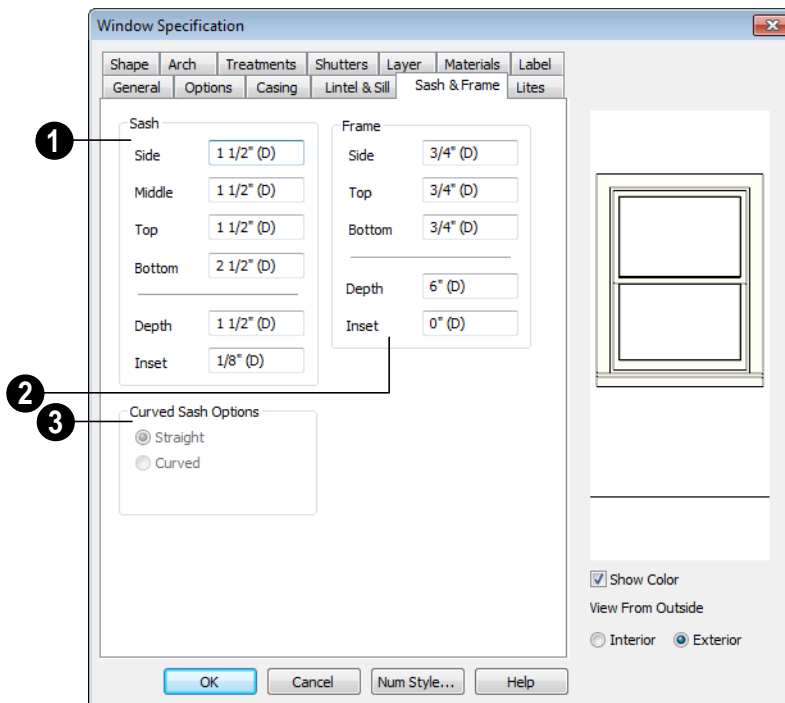 Window Specification
Shape Arch Treatments Shutters Layer Materials Label
General Options Casing Lintel & Sill Sash & Frame Lites
1
Sash
Side 1 1/2" (D)
Middle 1 1/2" (D)
Top 1 1/2" (D)
Bottom 2 1/2" (D)
Depth 1 1/2" (D)
Inset 1/8" (D)
Frame
Side 3/4" (D)
Top 3/4" (D)
Bottom 3/4" (D)
Depth 6" (D)
Inset 0" (D)
2
3
Curved Sash Options
Straight
Curved
Show Color
View From Outside
Interior Exterior
OK Cancel Num Style... Help